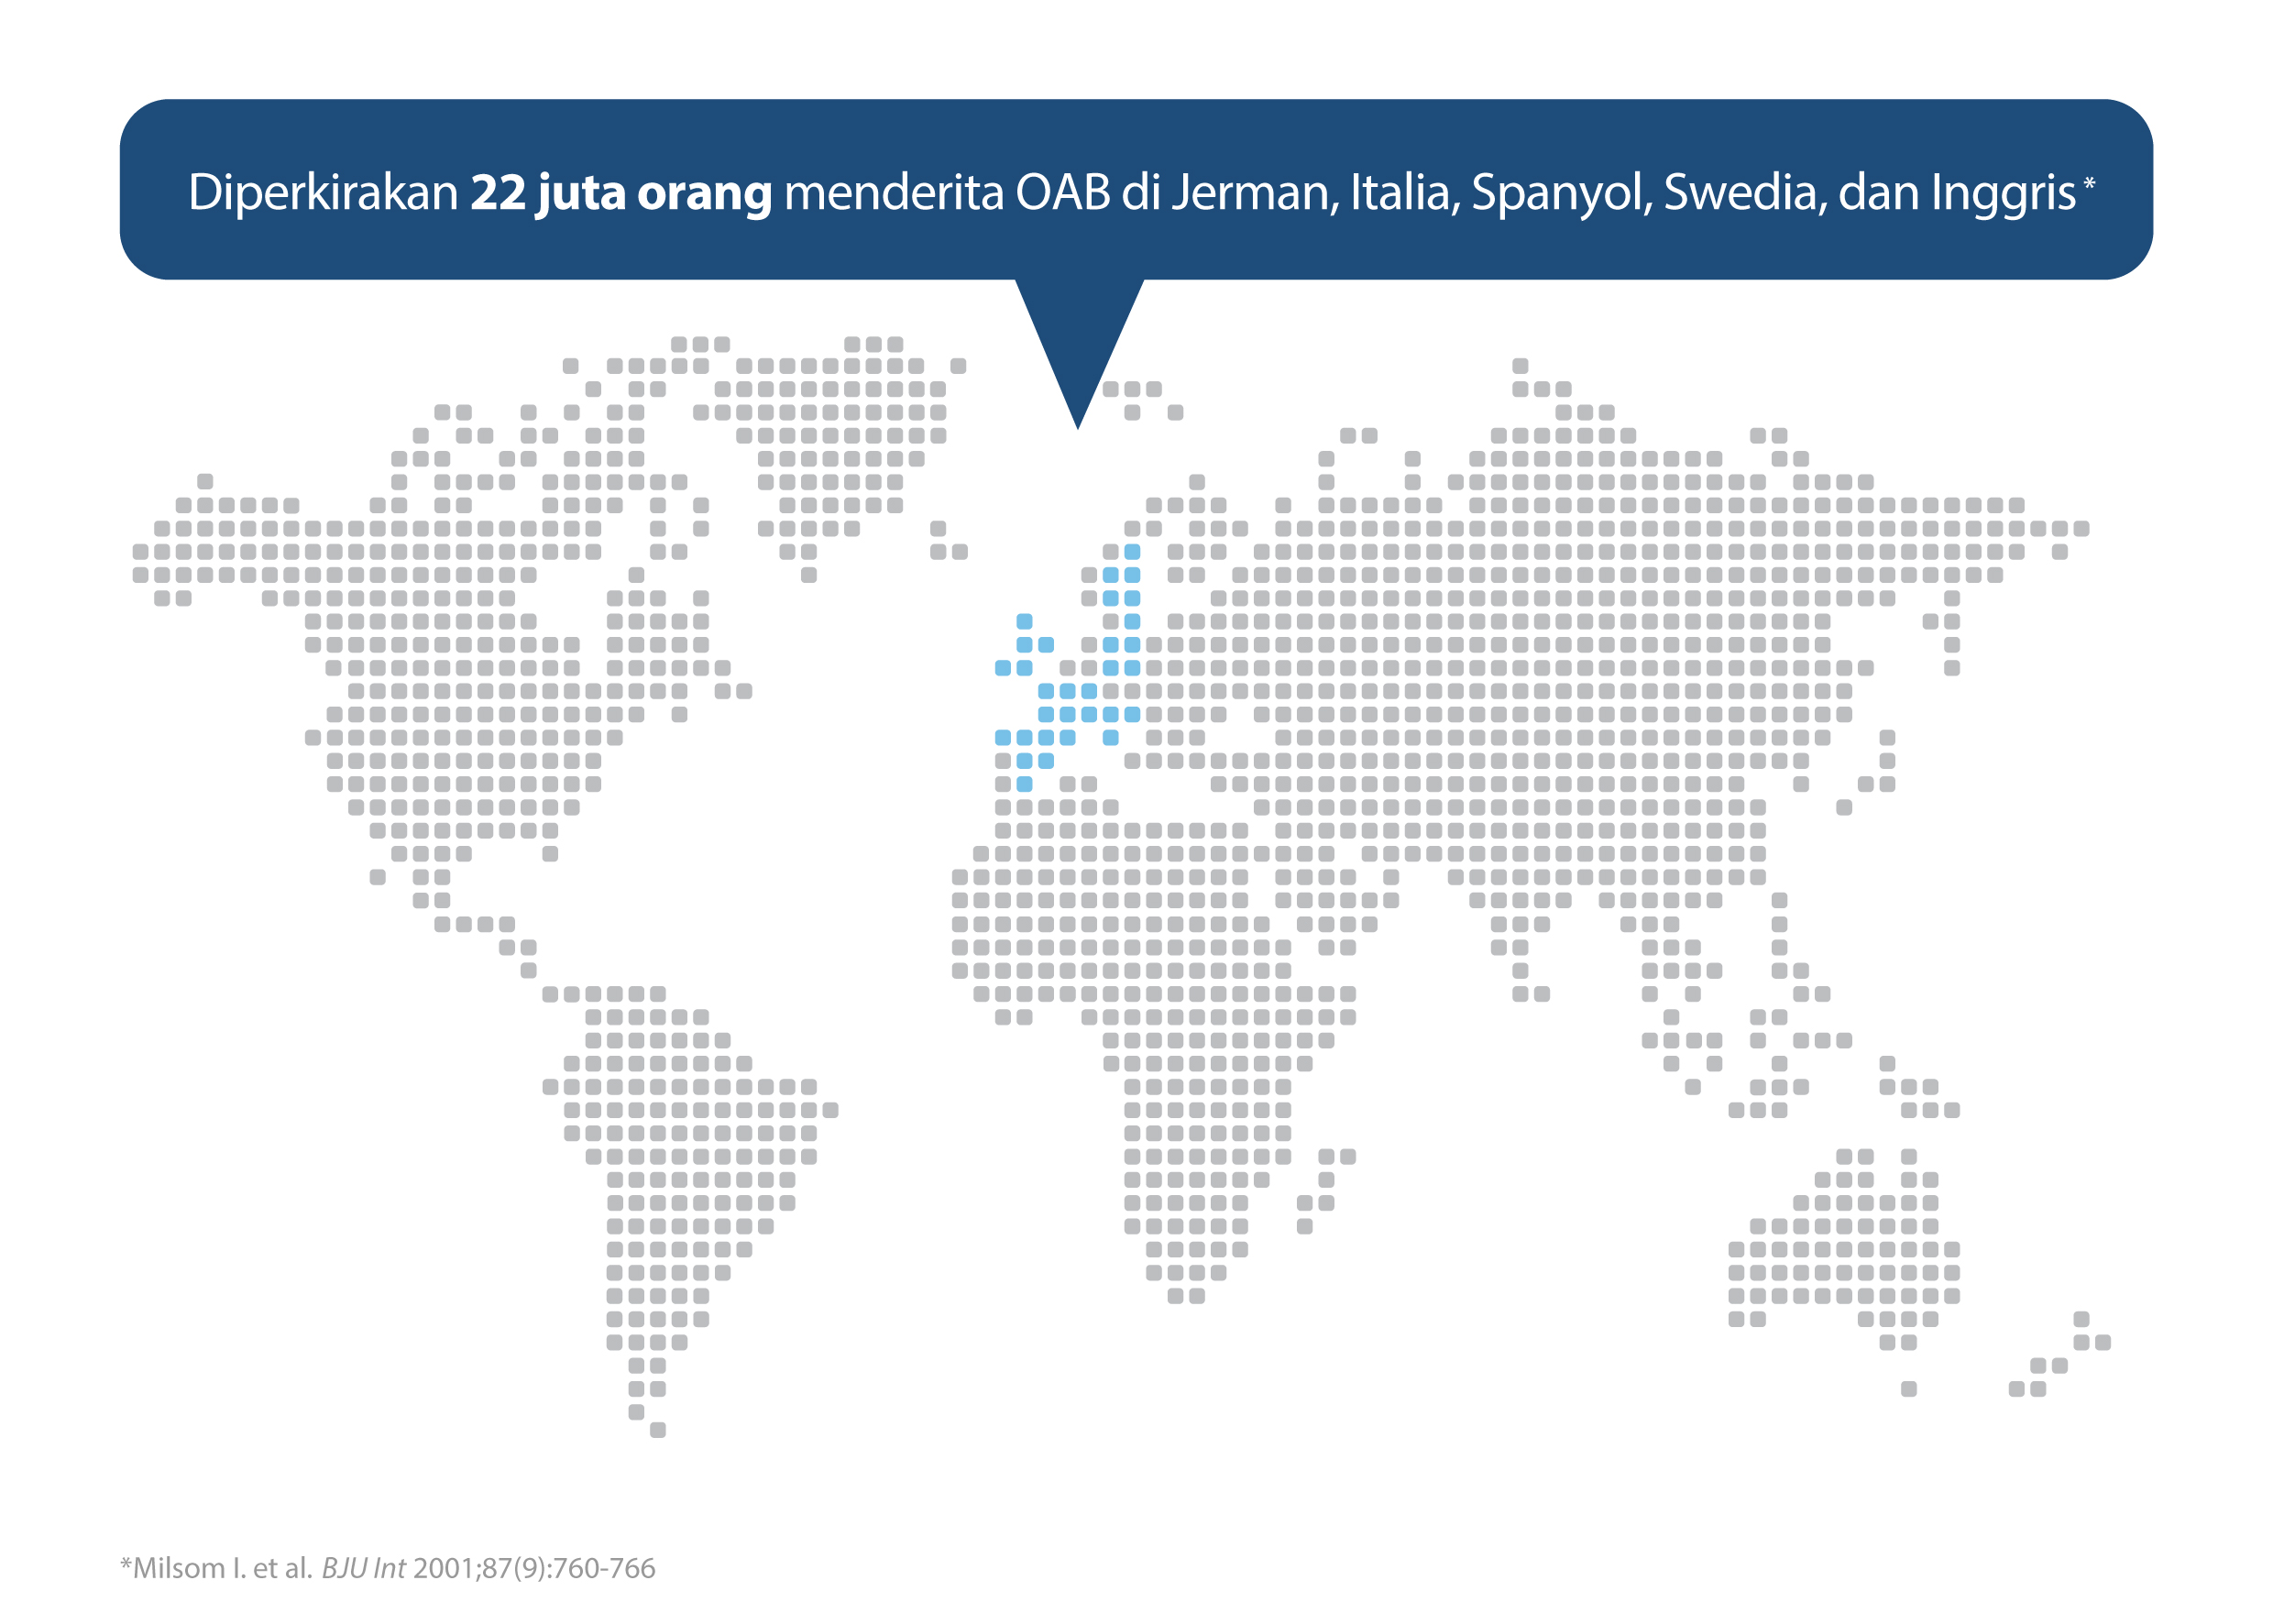 Diperkirakan 22 juta orang menderita OAB di Jerman, Italia, Spanyol, Swedia, dan Inggris*
*Milsom I. et al. BJU Int 2001;87(9):760-766